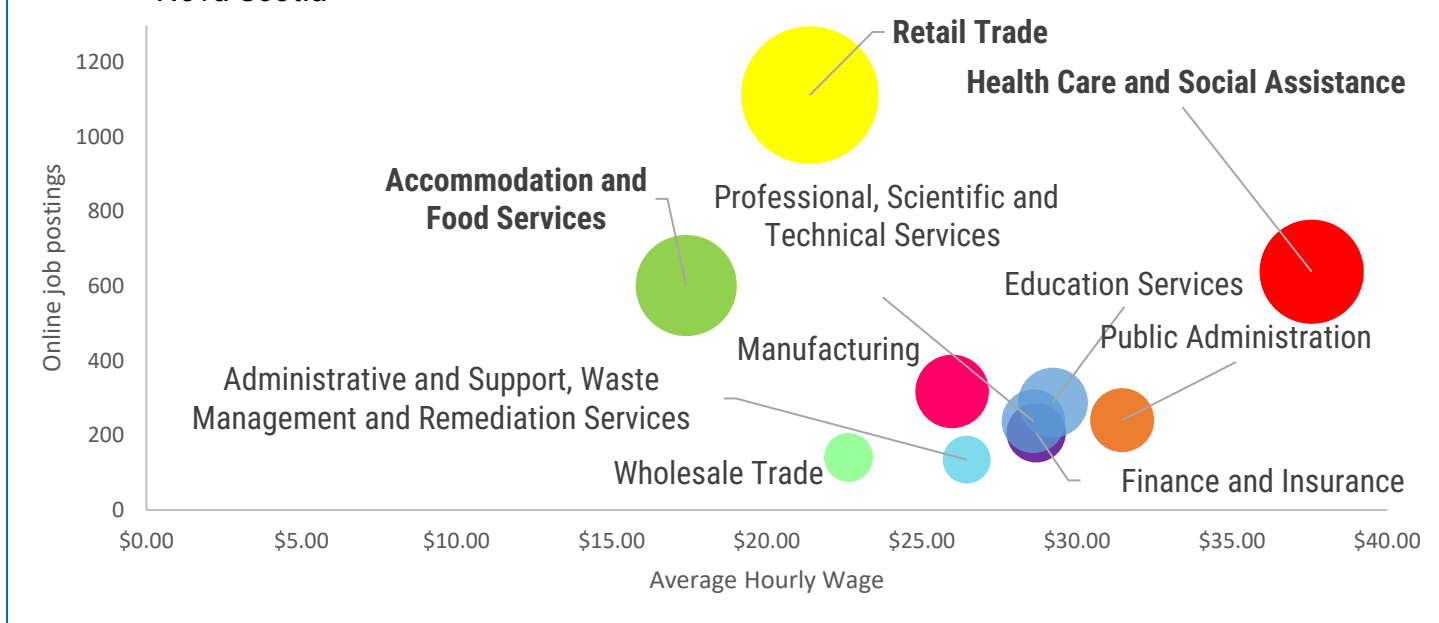 Nova Scotia
Retail Trade
Health Care and Social Assistance
Accommodation and
Food Services
Professional, Scientific and
Technical Services
Education Services
Public Administration
Manufacturing
Administrative and Support, Waste
Management and Remediation Services
Wholesale Trade
Finance and Insurance
Online job postings
1200
1000
800
600
400
200
0
$0.00 $5.00 $10.00 $15.00 $20.00 $25.00 $30.00 $35.00 $40.00
Average Hourly Wage